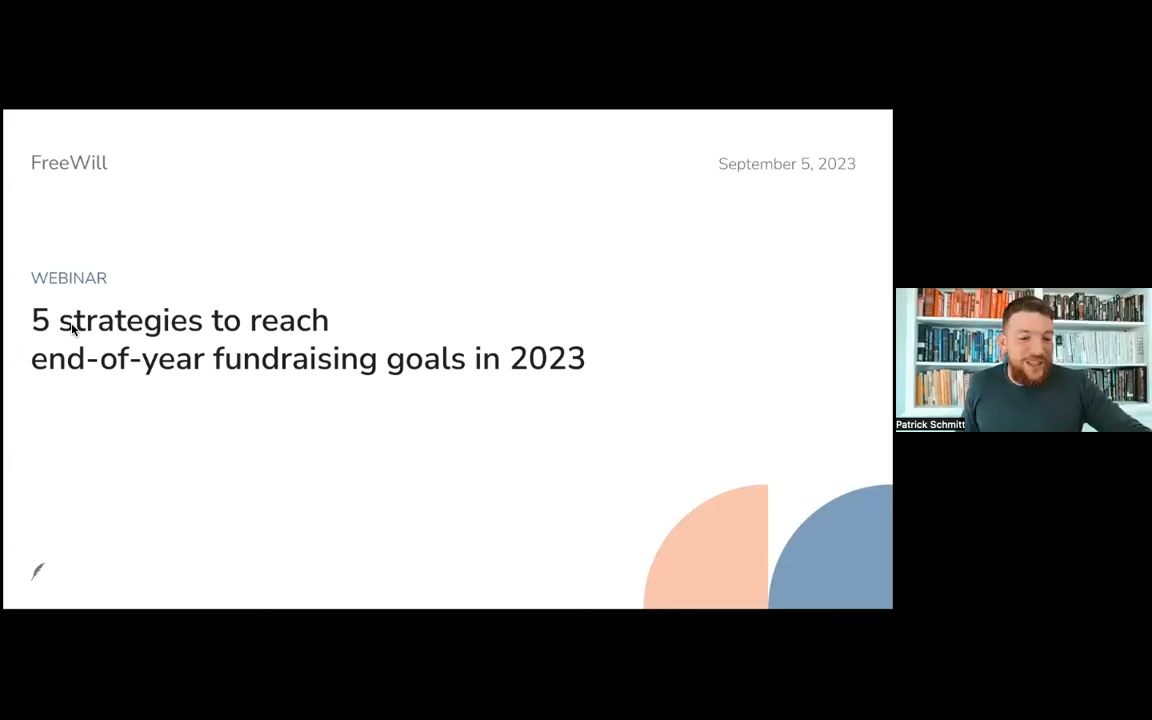 FreeWill
September 5, 2023
WEBINAR
5 strategies to reach
end-of-year fundraising goals in 2023
Patrick Schmitt